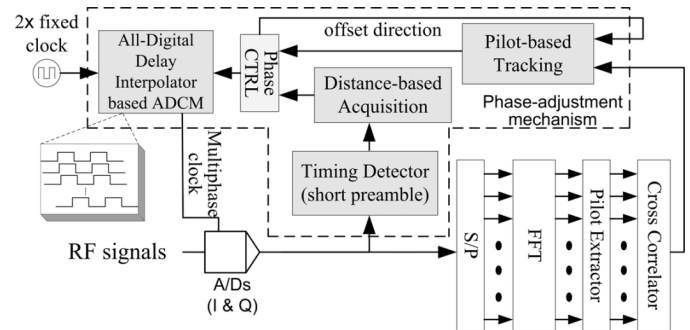 2x fixed
clock
All-Digital
Delay
Interpolator
based ADCM
Phase
CTRL
offset direction
Pilot-based
Tracking
Distance-based
Acquisition
Phase-adjustment
mechanism
Multiphase
clock
Timing Detector
(short preamble)
RF signals
A/Ds
(I & Q)
S/P
FFT
Pilot Extractor
Cross Correlator